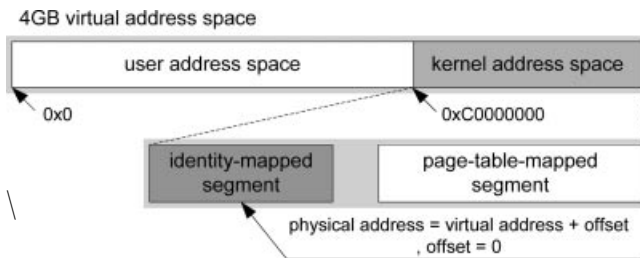 4GB virtual address space
user address space
kernel address space
0x0
0xC0000000
identity-mapped
segment
page-table-mapped
segment
physical address = virtual address + offset
, offset = 0
\